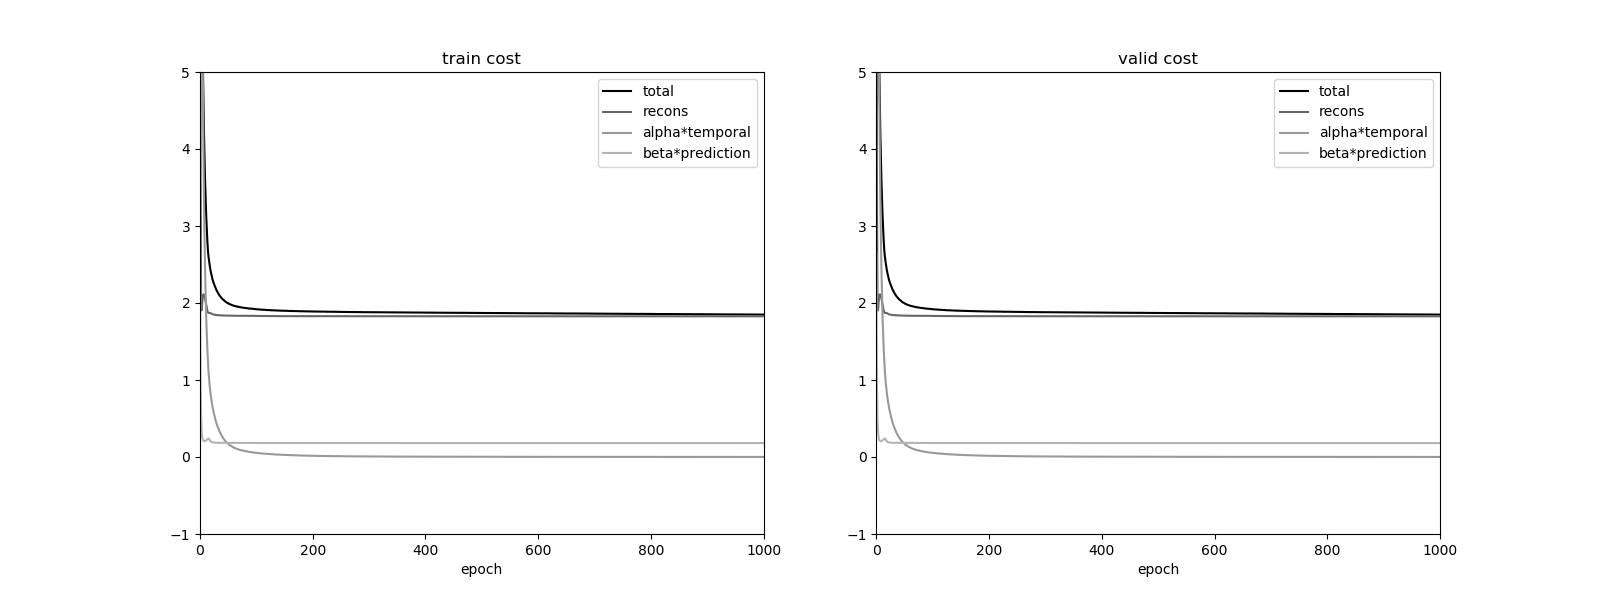 train cost
5
4
3
2
1
0
−1
0 200 400 600 800 1000
epoch
total
recons
alpha*temporal
beta*prediction
valid cost
5
4
3
2
1
0
−1
0 200 400 600 800 1000
epoch
total
recons
alpha*temporal
beta*prediction